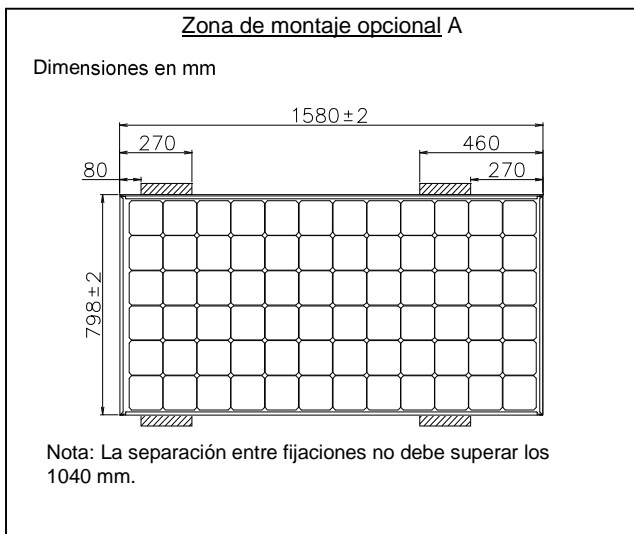 Zona de montaje opcional A
Dimensiones en mm
1580±2
270
460
80
270
798±2
Nota: La separación entre fijaciones no debe superar los
1040 mm.